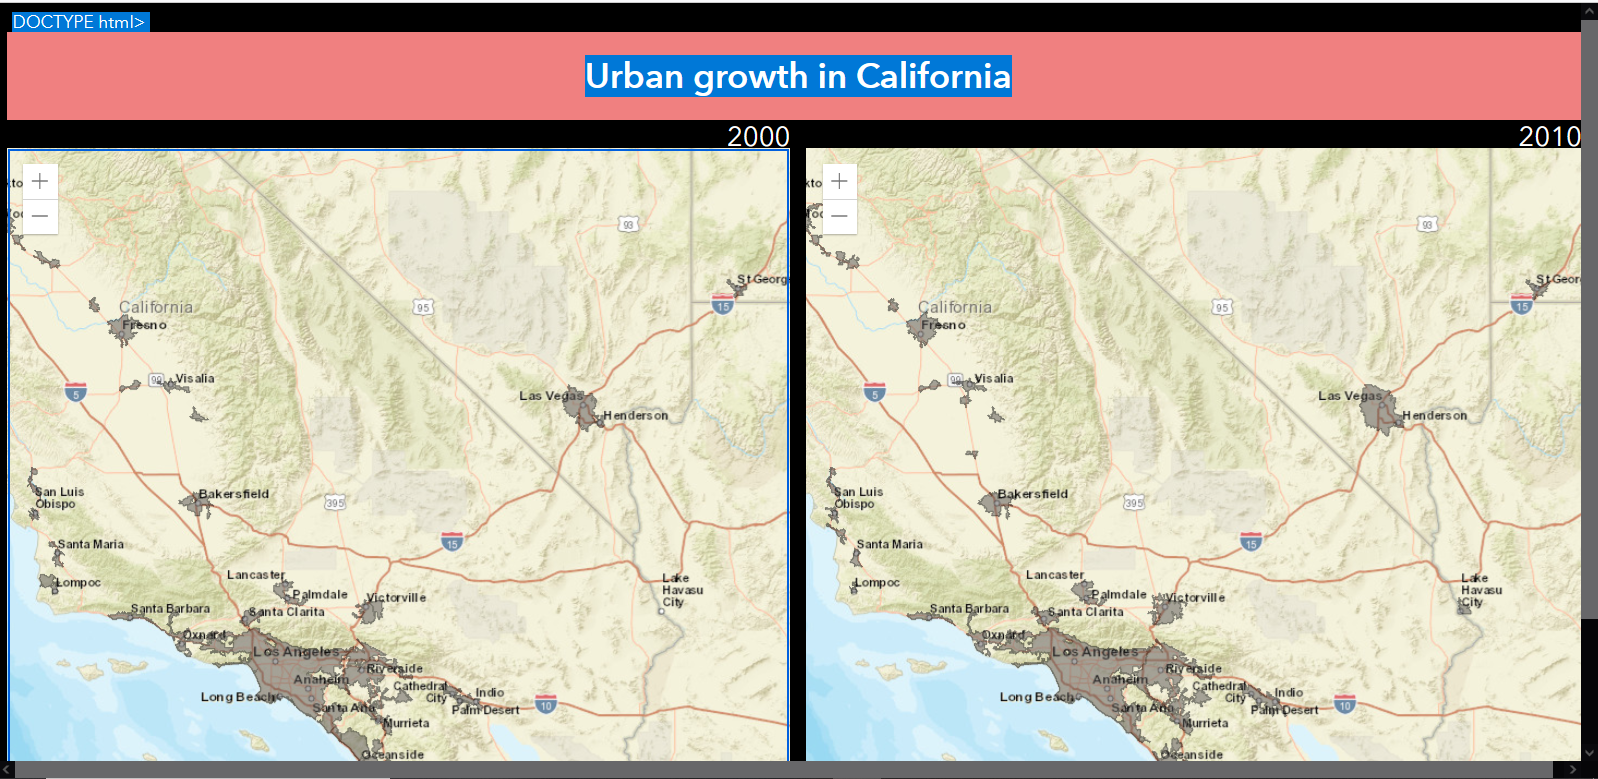 DOCTYPE html>
Urban growth in California
2000
+
−
93
St Georg
15
California
95
Fresno
99 Visalia
5
Las Vegas
Henderson
San Luis
Obispo
Bakersfield
395
15
Santa Maria
Lompoc
Lancaster
Palmdale
Victorville
Lake
Havasu
City
Santa Barbara
Santa Clarita
Oxnard
Los Angeles
Riverside
Anaheim
Cathedral
City
Indio
Long Beach
Santa Ana
Palm Desert
10
Murrieta
Oceanside
2010
+
−
93
St Geor
15
California
95
Fresno
99 Visalia
5
Las Vegas
Henderson
San Luis
Obispo
Bakersfield
395
15
Santa Maria
Lompoc
Lancaster
Palmdale
Victorville
Lake
Havasu
City
Santa Barbara
Santa Clarita
Oxnard
Los Angeles
Riverside
Anaheim
Cathedral
City
Indio
Long Beach
Santa Ana
Palm Desert
10
Murrieta
Oceanside